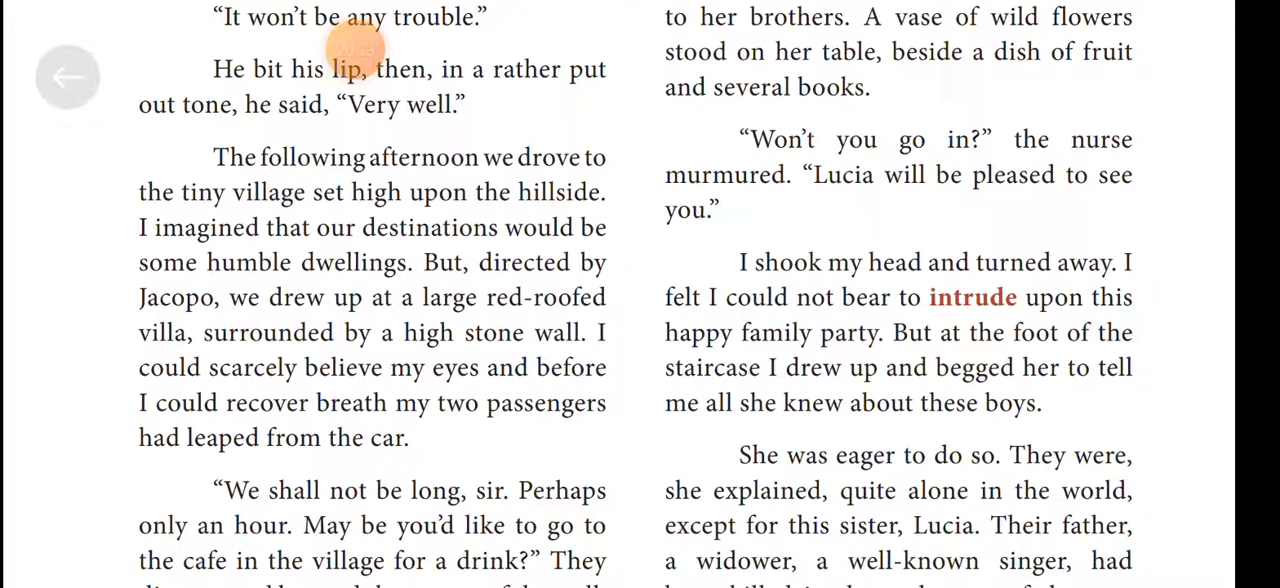 “It won’t be any trouble.”
He bit his lip, then, in a rather put
out tone, he said, “Very well.”
The following afternoon we drove to
the tiny village set high upon the hillside.
I imagined that our destinations would be
some humble dwellings. But, directed by
Jacopo, we drew up at a large red-roofed
villa, surrounded by a high stone wall. I
could scarcely believe my eyes and before
I could recover breath my two passengers
had leaped from the car.
“We shall not be long, sir. Perhaps
only an hour. May be you’d like to go to
the cafe in the village for a drink?” They
to her brothers. A vase of wild flowers
stood on her table, beside a dish of fruit
and several books.
“Won’t you go in?” the nurse
murmured. “Lucia will be pleased to see
you.”
I shook my head and turned away. I
felt I could not bear to intrude upon this
happy family party. But at the foot of the
staircase I drew up and begged her to tell
me all she knew about these boys.
She was eager to do so. They were,
she explained, quite alone in the world,
except for this sister, Lucia. Their father,
a widower, a well-known singer, had